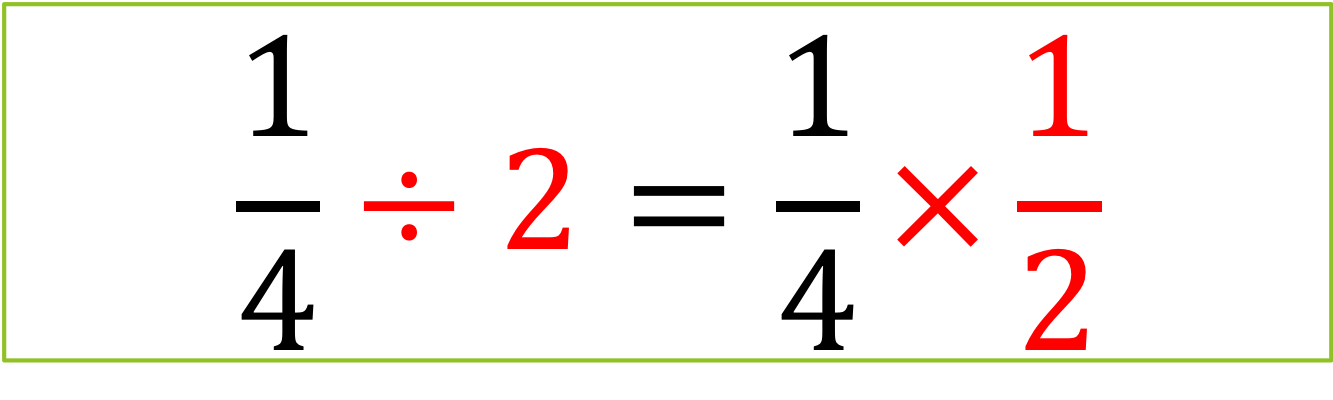 1/4 ÷ 2 = 1/4 × 1/2